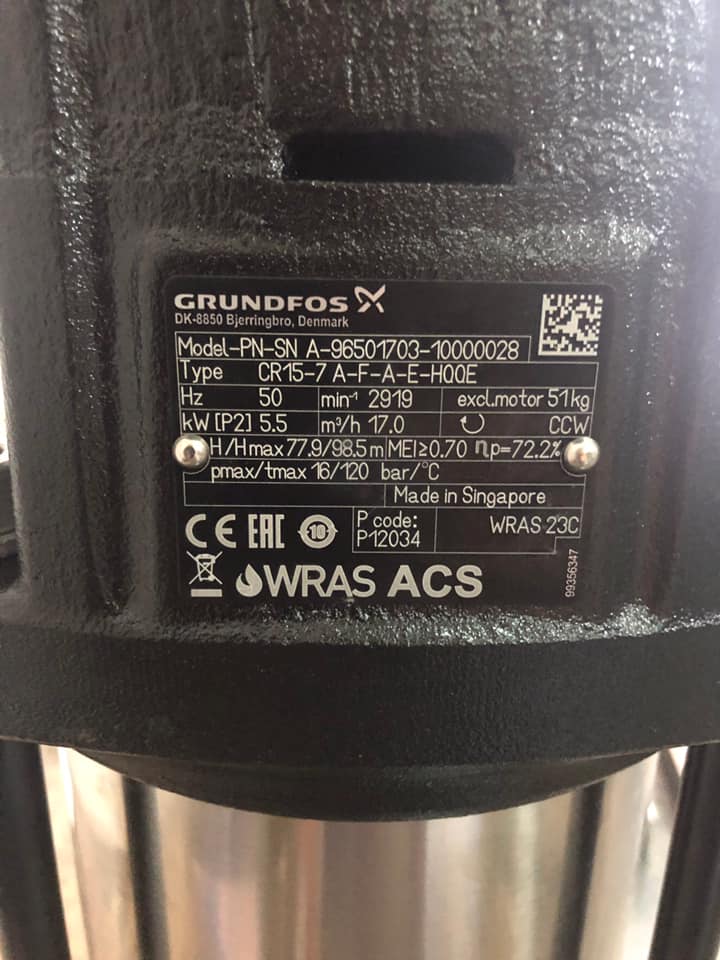 GRUNDFOS
DK-8850 Bjerringbro, Denmark
Model-PN-SN A-96501703-10000028
Type CR15-7 A-F-A-E-HQQE
Hz 50 min⁻¹ 2919 excl.motor 51kg
kW [P2] 5.5 m³/h 17.0 CCW
H/Hmax 77.9/98.5 m MEI≥0.70 ηp=72.2%
pmax/tmax 16/120 bar/°C
Made in Singapore
CE EAC 10 P code: P12034 WRAS 23C
WRAS ACS
99356347